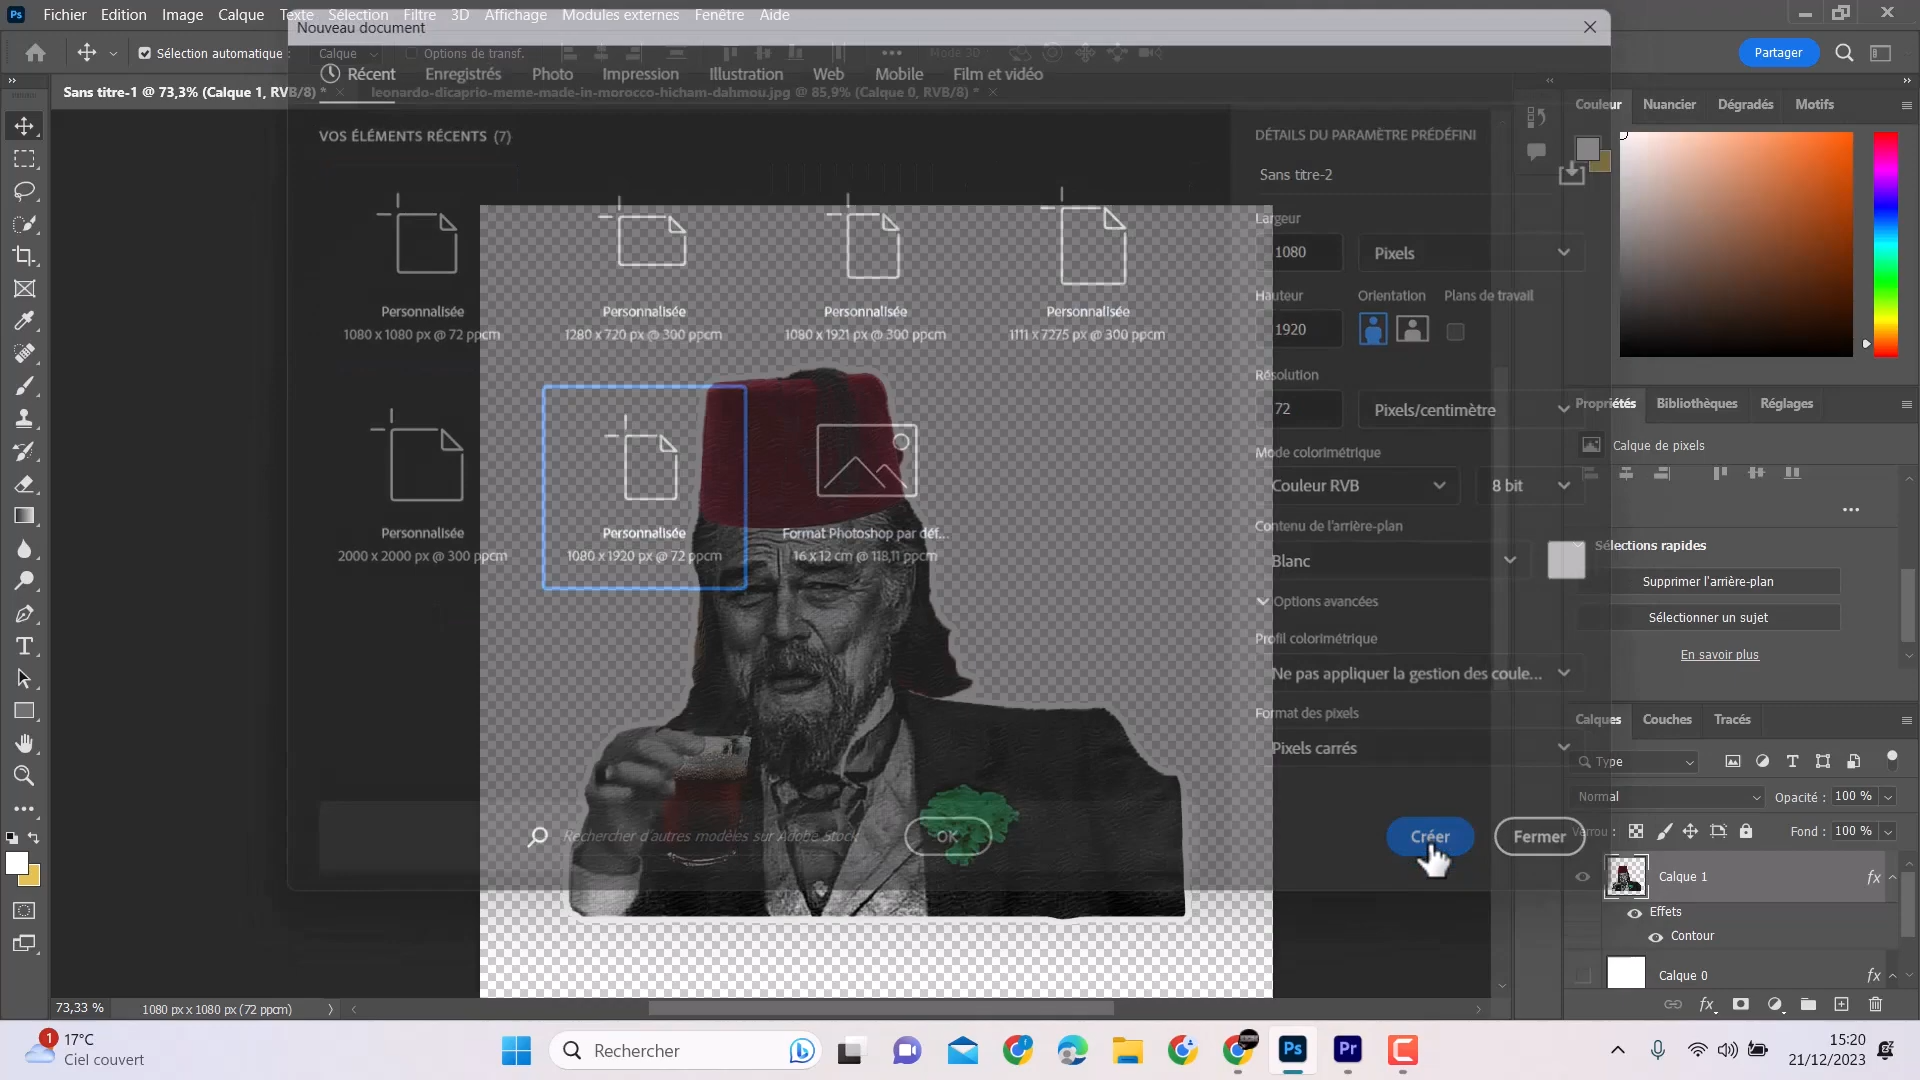 Ps Fichier Edition Image Calque Texte Sélection Filtre 3D Affichage Modules externes Fenêtre Aide
Nouveau document
Sélection automatique : Calque Options de transf. Mode 3D Partager
Récent Enregistrés Photo Impression Illustration Web Mobile Film et vidéo
Sans titre-1 @ 73,3% (Calque 1, RVB/8) * leonardo-dicaprio-meme-made-in-morocco-hicham-dahmou.jpg @ 85,9% (Calque 0, RVB/8) *
Couleur Nuancier Dégradés Motifs
VOS ÉLÉMENTS RÉCENTS (7)
DÉTAILS DU PARAMÈTRE PRÉDÉFINI
Sans titre-2
Largeur
1080 Pixels
Hauteur Orientation Plans de travail
1920
Personnalisée Personnalisée Personnalisée Personnalisée
1080 x 1080 px @ 72 ppcm 1280 x 720 px @ 300 ppcm 1080 x 1921 px @ 300 ppcm 1111 x 7275 px @ 300 ppcm
Résolution
72 Pixels/centimètre
Propriétés Bibliothèques Réglages
Calque de pixels
Mode colorimétrique
Couleur RVB 8 bit
Contenu de l'arrière-plan
Blanc
Personnalisée Personnalisée Format Photoshop par déf...
2000 x 2000 px @ 300 ppcm 1080 x 1920 px @ 72 ppcm 16 x 12 cm @ 118,11 ppcm
Sélections rapides
Supprimer l'arrière-plan
Sélectionner un sujet
En savoir plus
Options avancées
Profil colorimétrique
Ne pas appliquer la gestion des coule...
Format des pixels
Pixels carrés
Calques Couches Tracés
Type
Normal Opacité : 100 %
Verrou : Fond : 100 %
Rechercher d'autres modèles sur Adobe Stock OK Créer Fermer
Calque 1 fx
Effets
Contour
Calque 0 fx
73,33 % 1080 px x 1080 px (72 ppcm)
fx
1 17°C
Ciel couvert
Rechercher
Ps Pr
15:20
21/12/2023